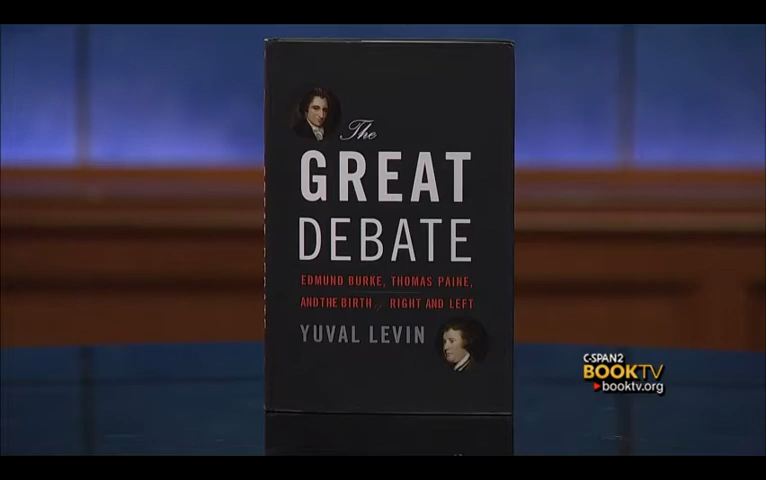 The
GREAT
DEBATE
EDMUND BURKE, THOMAS PAINE,
AND THE BIRTH of RIGHT AND LEFT
YUVAL LEVIN
C-SPAN2
BOOKTV
booktv.org